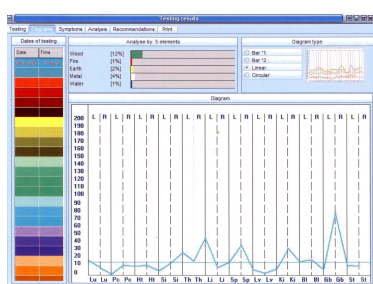 Testing results
Testing Diagrams Symptoms Analysis Recommendations Print
Dates of testing
Date Time
Analyse by 5 elements
Wood [12%]
Fire [1%]
Earth [2%]
Metal [4%]
Water [1%]
Diagram type
Bar *1
Bar *2
Linear
Circular
Diagram
L R L R L R L R L R L R L R L R L R L R L R L R
200
190
180
170
160
150
140
130
120
110
100
90
80
70
60
50
40
30
20
10
0
Lu Lu Pc Pc Ht Ht Si Si Th Th Li Li Sp Sp Lv Lv Ki Ki Bl Bl Gb Gb St St